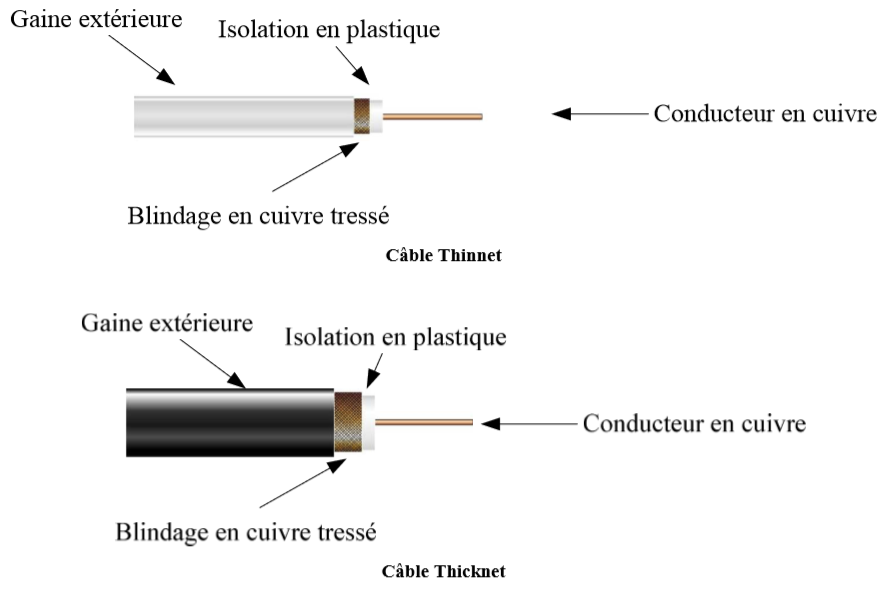 Gaine extérieure
Isolation en plastique
Conducteur en cuivre
Blindage en cuivre tressé
Câble Thinnet
Gaine extérieure
Isolation en plastique
Conducteur en cuivre
Blindage en cuivre tressé
Câble Thicknet